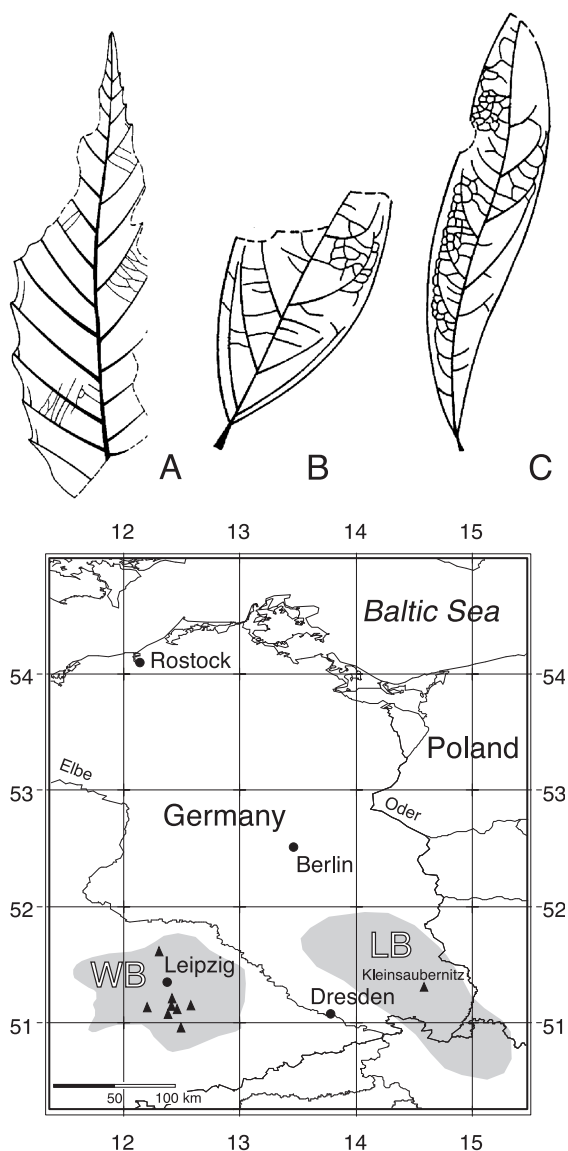 A B C
12 13 14 15
Baltic Sea
54 Rostock 54
Poland
Elbe
53 53
Oder
Germany
Berlin
52 52
LB
WB Leipzig Kleinsaubernitz
Dresden
51 51
50 100 km
12 13 14 15